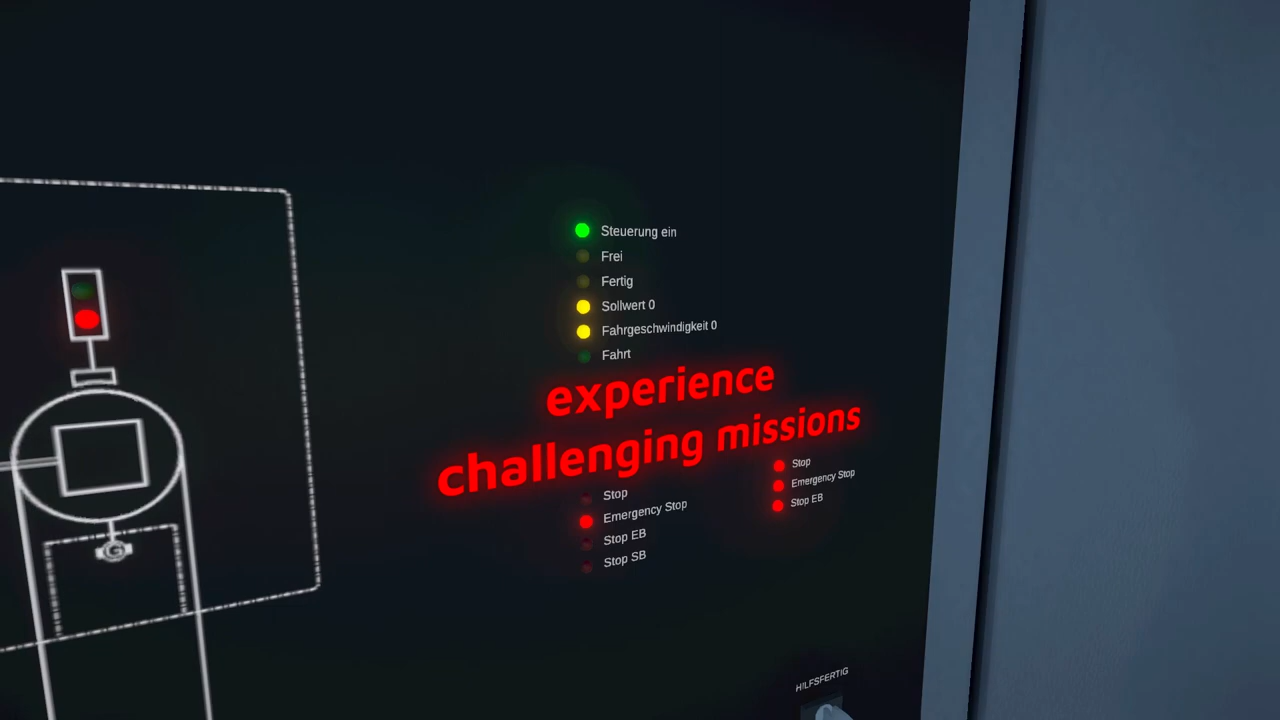 Steuerung ein
Frei
Fertig
Sollwert 0
Fahrgeschwindigkeit 0
Fahrt
experience
challenging missions
Stop
Emergency Stop
Stop EB
Stop SB
Stop
Emergency Stop
Stop EB
G
HILFSFERTIG